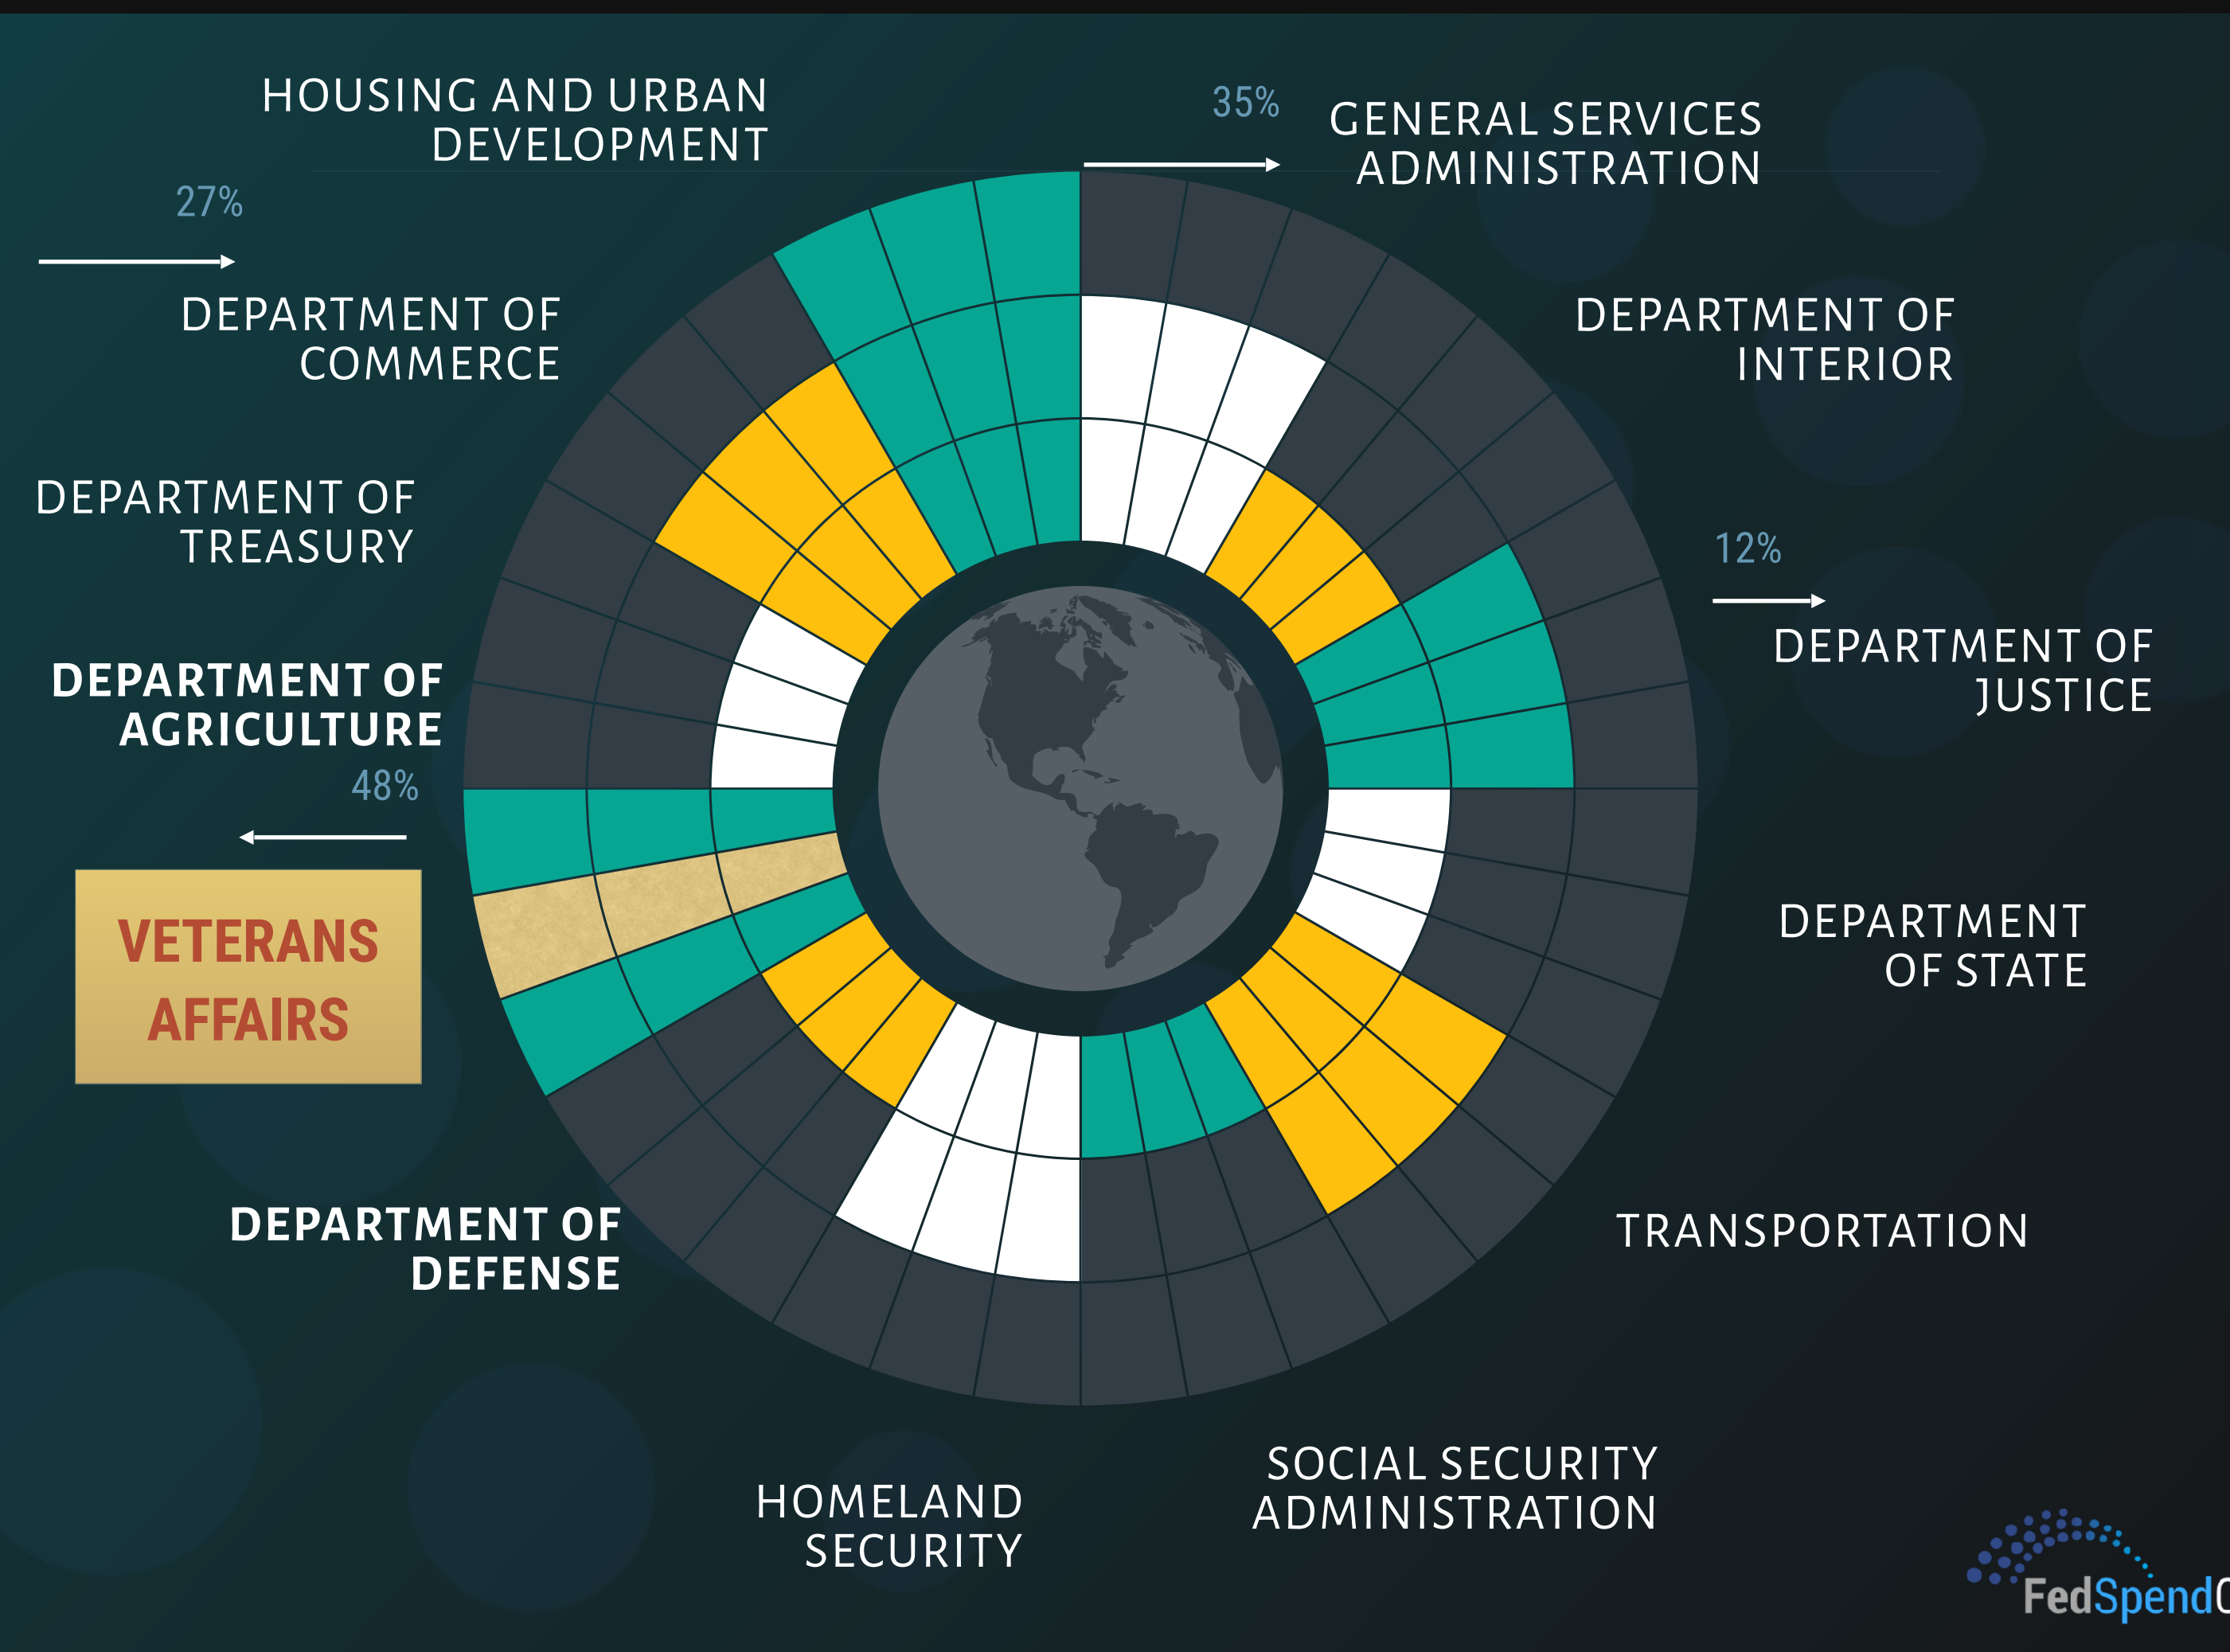 HOUSING AND URBAN
DEVELOPMENT
35%
GENERAL SERVICES
ADMINISTRATION
27%
DEPARTMENT OF
COMMERCE
DEPARTMENT OF
INTERIOR
DEPARTMENT OF
TREASURY
12%
DEPARTMENT OF
JUSTICE
DEPARTMENT OF
AGRICULTURE
48%
VETERANS
AFFAIRS
DEPARTMENT
OF STATE
DEPARTMENT OF
DEFENSE
TRANSPORTATION
HOMELAND
SECURITY
SOCIAL SECURITY
ADMINISTRATION
FedSpend